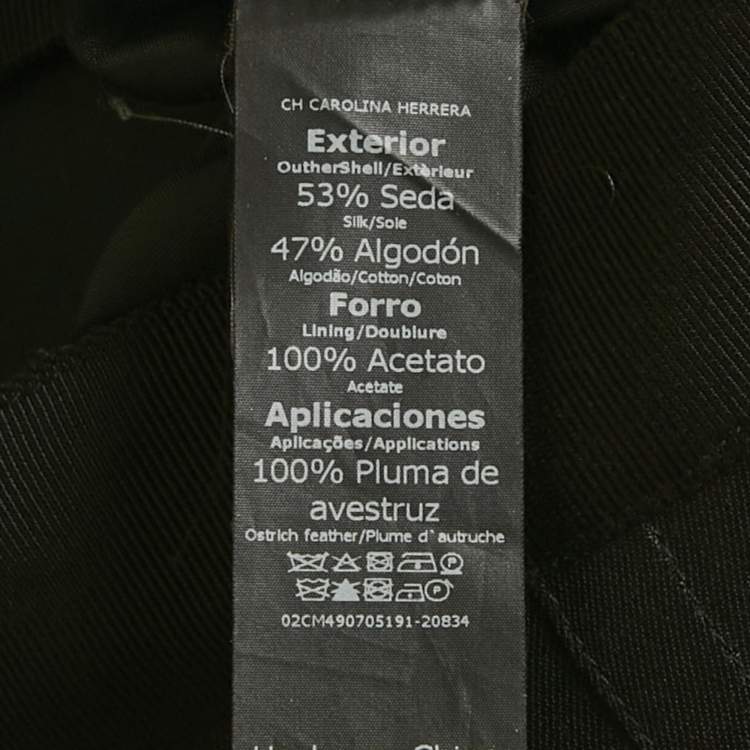 CH CAROLINA HERRERA
Exterior
OutherShell/Extèrieur
53% Seda
Silk/Sole
47% Algodón
Algodão/Cotton/Coton
Forro
Lining/Doublure
100% Acetato
Acetate
Aplicaciones
Aplicações/Applications
100% Pluma de
avestruz
Ostrich feather/Plume d`autruche
02CM490705191-20834